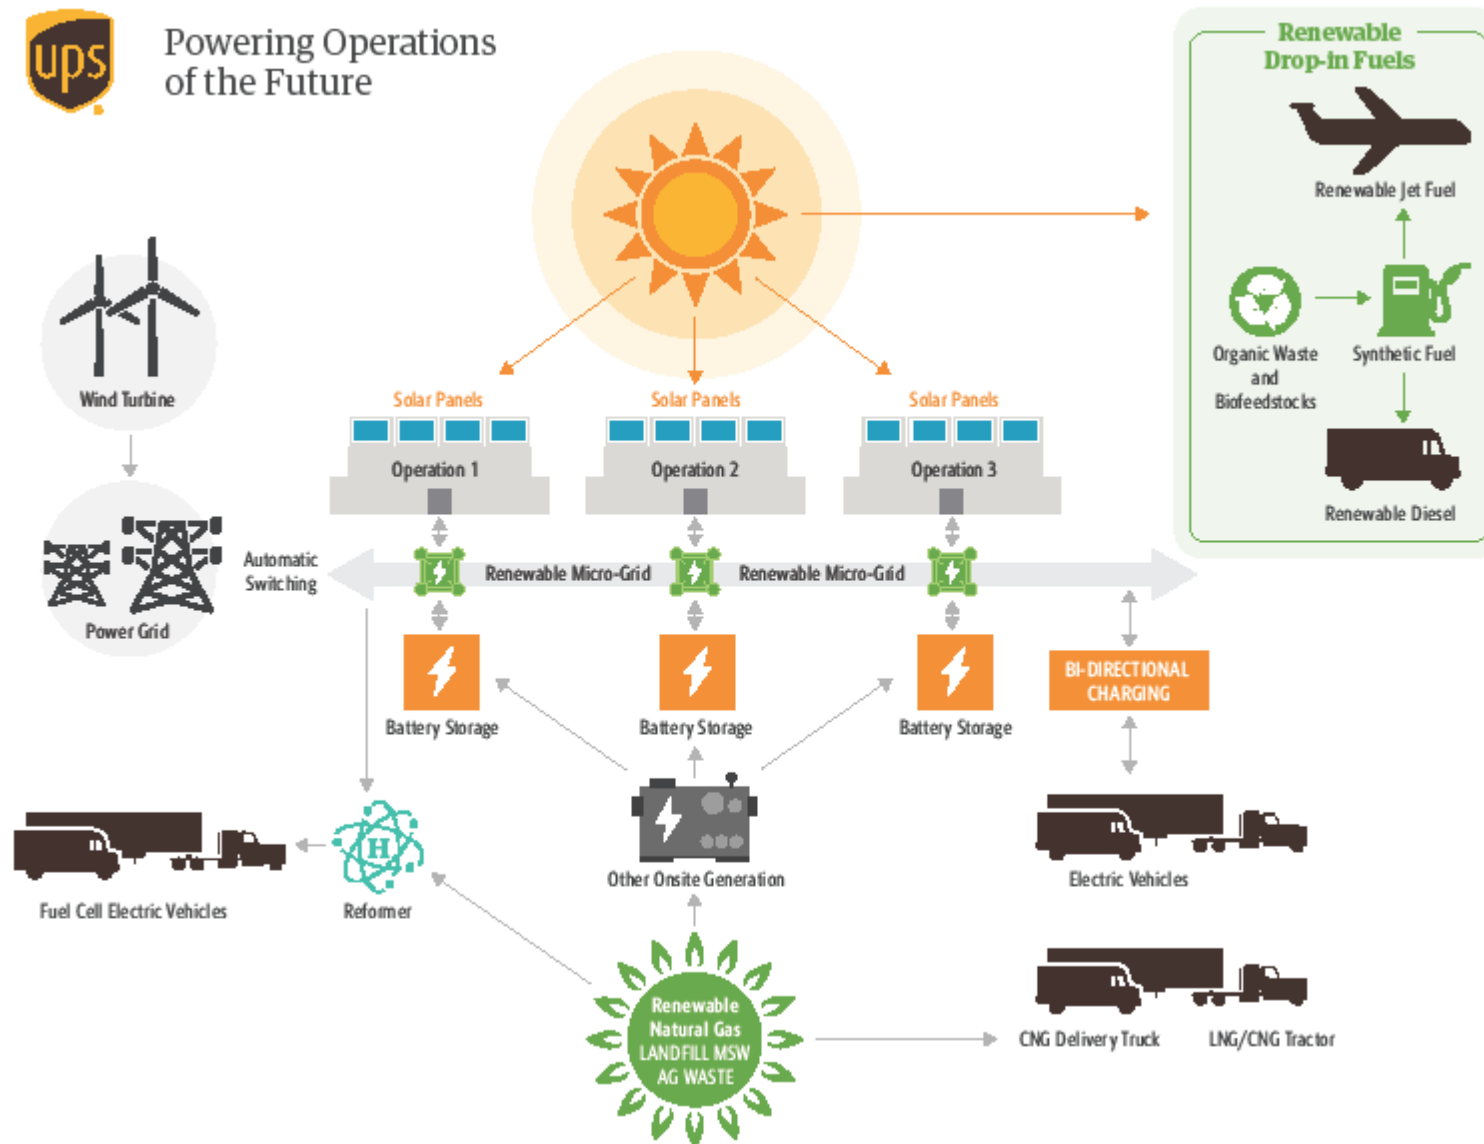 ups
Powering Operations
of the Future
Renewable
Drop-in Fuels
Renewable Jet Fuel
Organic Waste
and
Biofeedstocks
Synthetic Fuel
Renewable Diesel
Wind Turbine
Power Grid
Solar Panels
Solar Panels
Solar Panels
Operation 1
Operation 2
Operation 3
Automatic
Switching
Renewable Micro-Grid
Renewable Micro-Grid
Battery Storage
Battery Storage
Battery Storage
BI-DIRECTIONAL
CHARGING
Fuel Cell Electric Vehicles
H
Reformer
Other Onsite Generation
Electric Vehicles
Renewable
Natural Gas
LANDFILL MSW
AG WASTE
CNG Delivery Truck
LNG/CNG Tractor